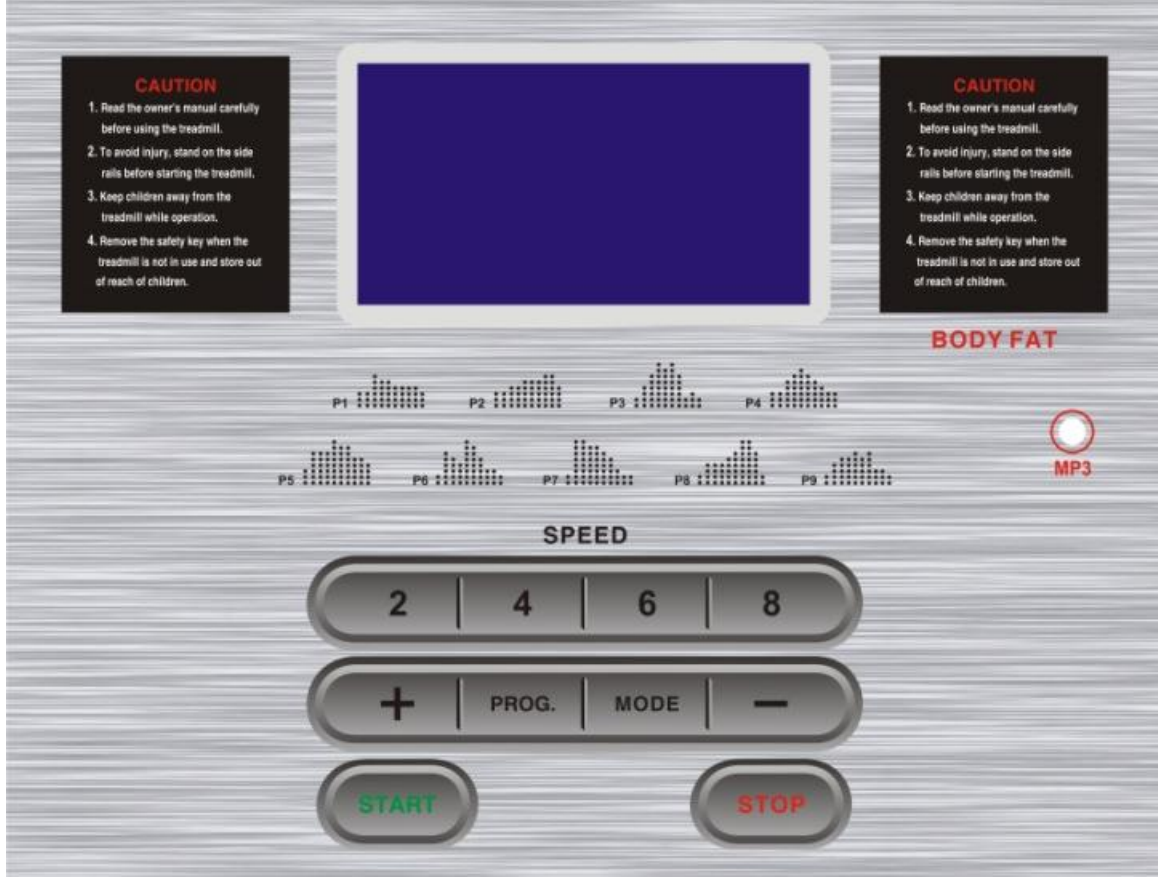 CAUTION
1. Read the owner's manual carefully
before using the treadmill.
2. To avoid injury, stand on the side
rails before starting the treadmill.
3. Keep children away from the
treadmill while operation.
4. Remove the safety key when the
treadmill is not in use and store out
of reach of children.
CAUTION
1. Read the owner's manual carefully
before using the treadmill.
2. To avoid injury, stand on the side
rails before starting the treadmill.
3. Keep children away from the
treadmill while operation.
4. Remove the safety key when the
treadmill is not in use and store out
of reach of children.
BODY FAT
P1 P2 P3 P4
MP3
P5 P6 P7 P8 P9
SPEED
2 4 6 8
+ PROG. MODE −
START STOP